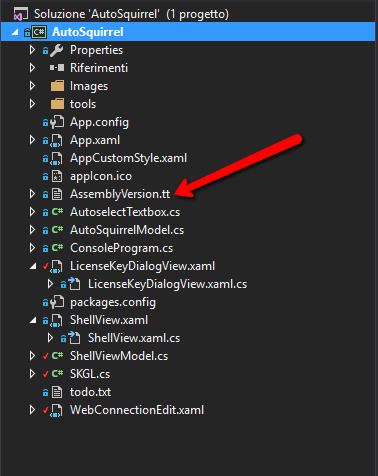 Soluzione 'AutoSquirrel' (1 progetto)
C# AutoSquirrel
Properties
Riferimenti
Images
tools
App.config
App.xaml
AppCustomStyle.xaml
appIcon.ico
AssemblyVersion.tt
C# AutoselectTextbox.cs
C# AutoSquirrelModel.cs
C# ConsoleProgram.cs
LicenseKeyDialogView.xaml
LicenseKeyDialogView.xaml.cs
packages.config
ShellView.xaml
ShellView.xaml.cs
C# ShellViewModel.cs
C# SKGL.cs
todo.txt
WebConnectionEdit.xaml